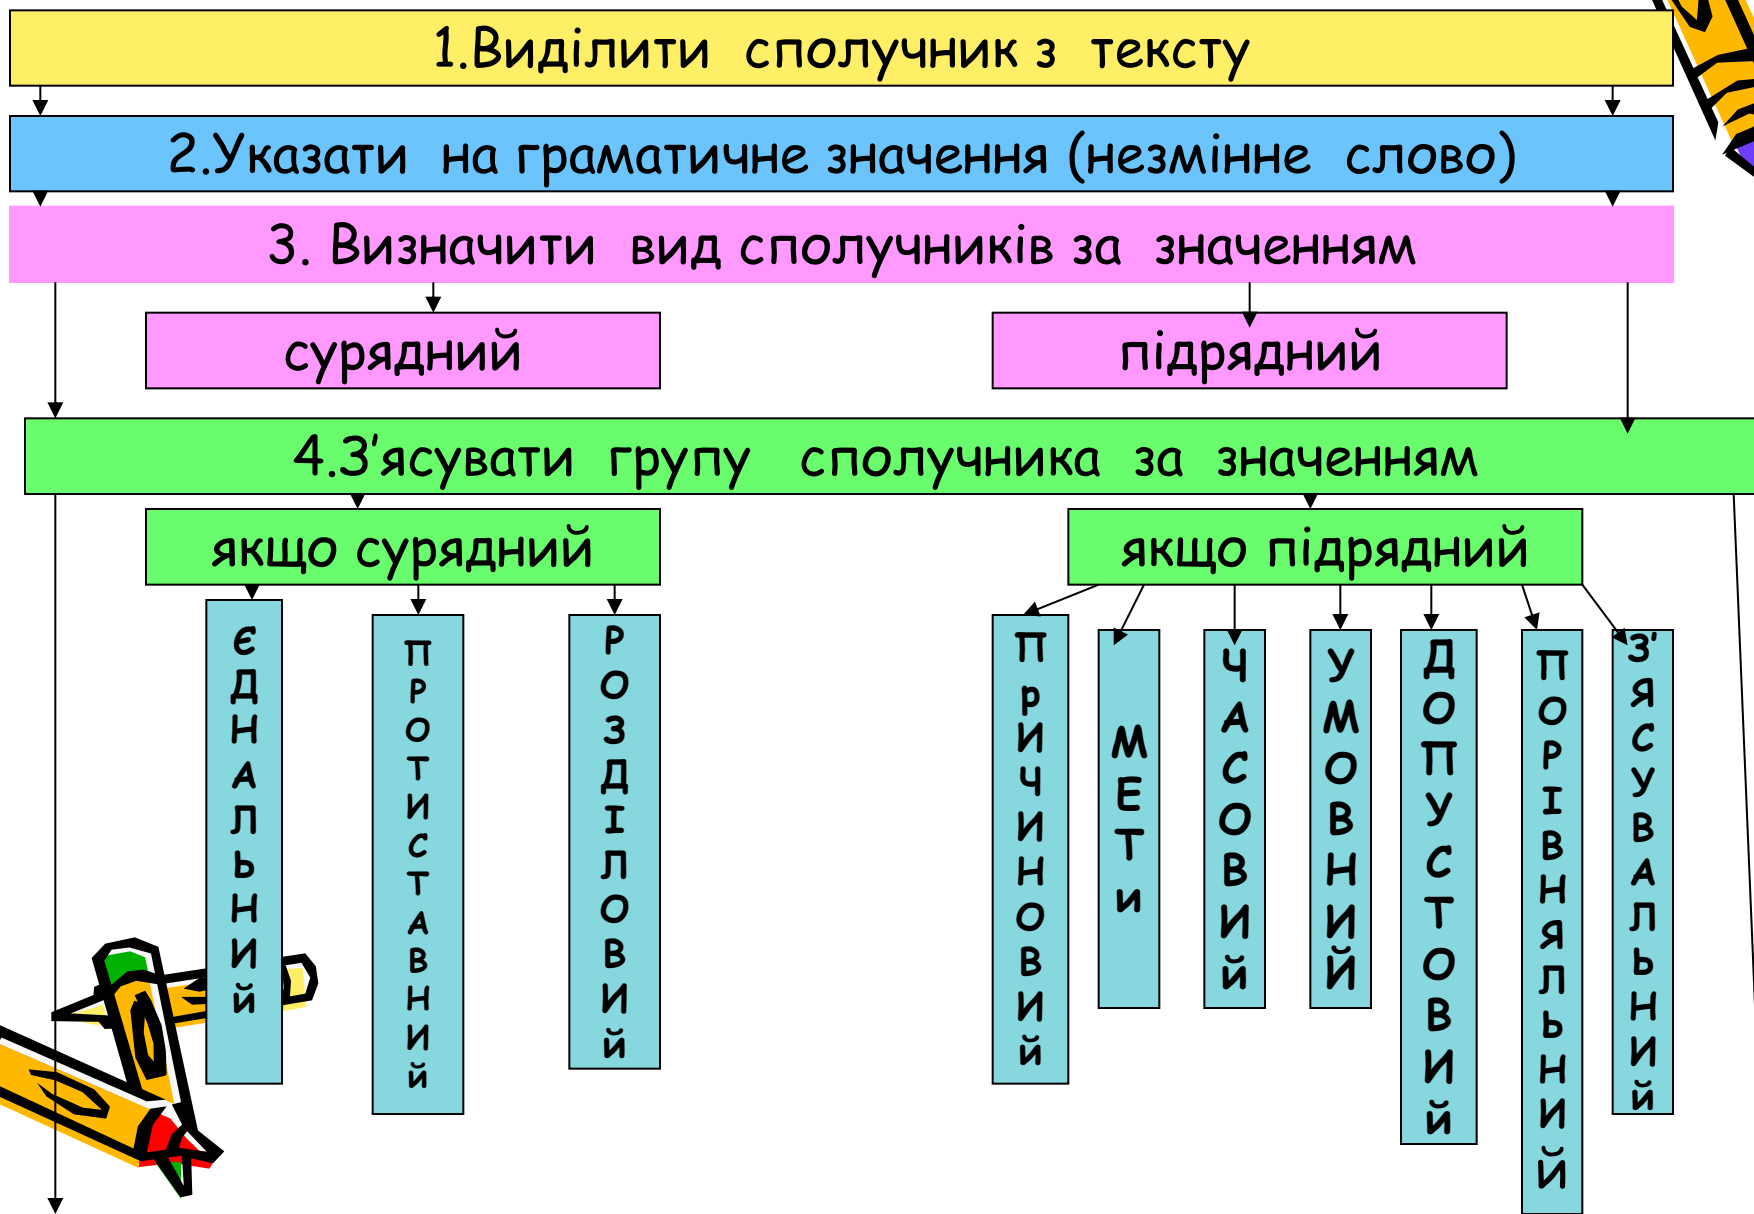 1.Виділити сполучник з тексту
2.Указати на граматичне значення (незмінне слово)
3. Визначити вид сполучників за значенням
сурядний
підрядний
4.З’ясувати групу сполучника за значенням
якщо сурядний
якщо підрядний
ЄДНАЛЬНИй
ПРОТИСТАВНИй
РОЗДІЛОВИй
ПрИЧИНОВИй
МЕТи
ЧАСОВИй
УМОВНИЙ
ДОПУСТОВИй
ПОРІВНЯЛЬНИЙ
З’ЯСУВАЛЬНИй